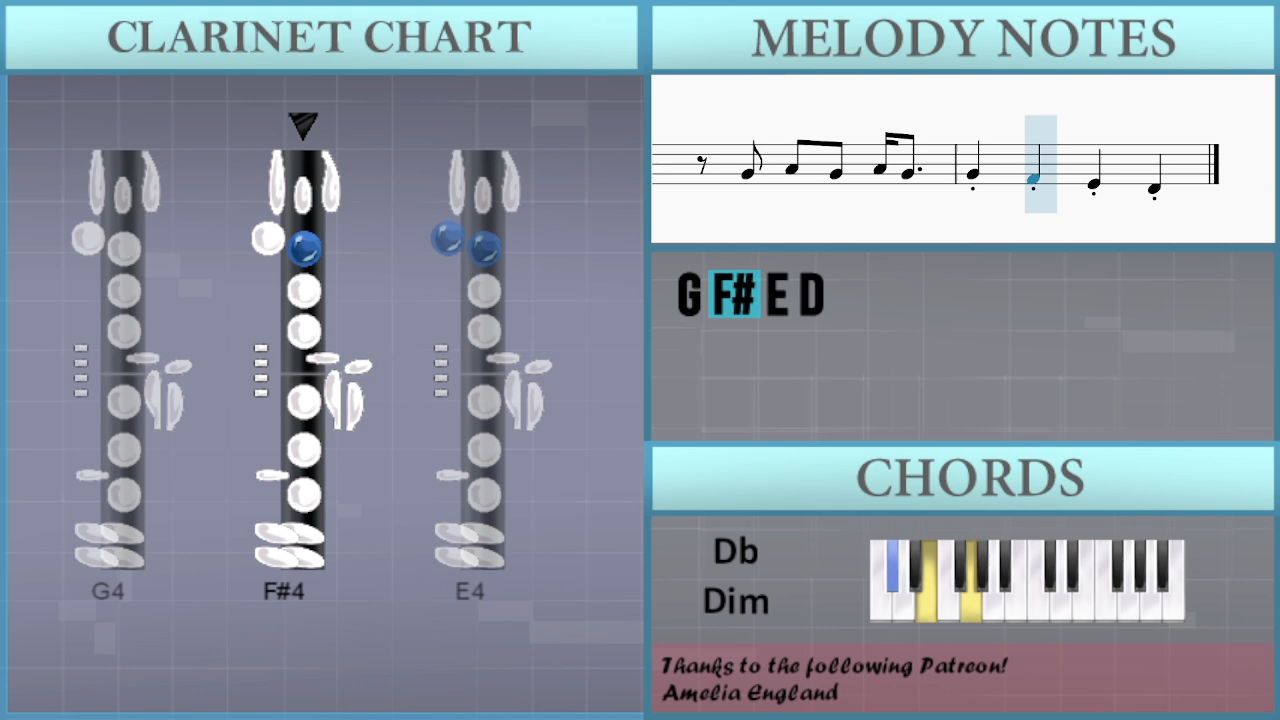 CLARINET CHART
G4
F#4
E4
MELODY NOTES
G F# E D
CHORDS
Db
Dim
Thanks to the following Patreon!
Amelia England